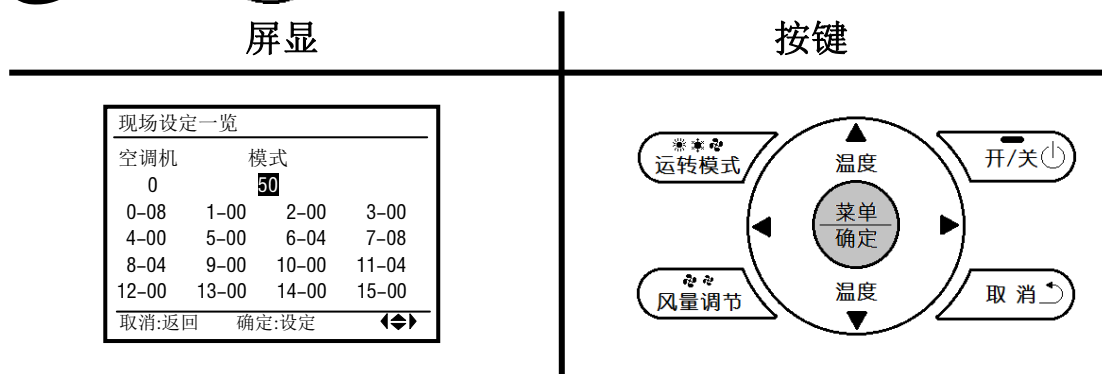 屏显
按键
现场设定一览
空调机 模式
0 50
0-08 1-00 2-00 3-00
4-00 5-00 6-04 7-08
8-04 9-00 10-00 11-04
12-00 13-00 14-00 15-00
取消:返回 确定:设定
运转模式
温度
开/关
菜单
确定
风量调节
温度
取消